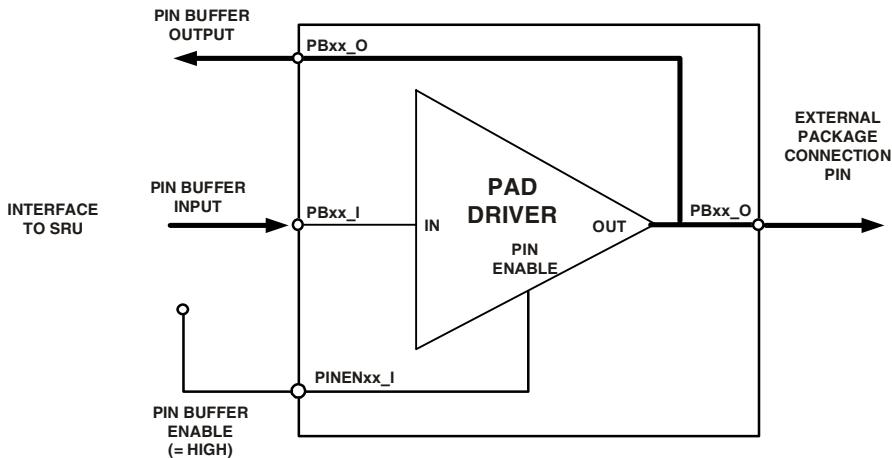 PIN BUFFER
OUTPUT
PBxx_O
EXTERNAL
PACKAGE
CONNECTION
PIN
INTERFACE
TO SRU
PIN BUFFER
INPUT
PBxx_I
IN
PAD
DRIVER
OUT
PBxx_O
PIN
ENABLE
PINENxx_I
PIN BUFFER
ENABLE
(= HIGH)